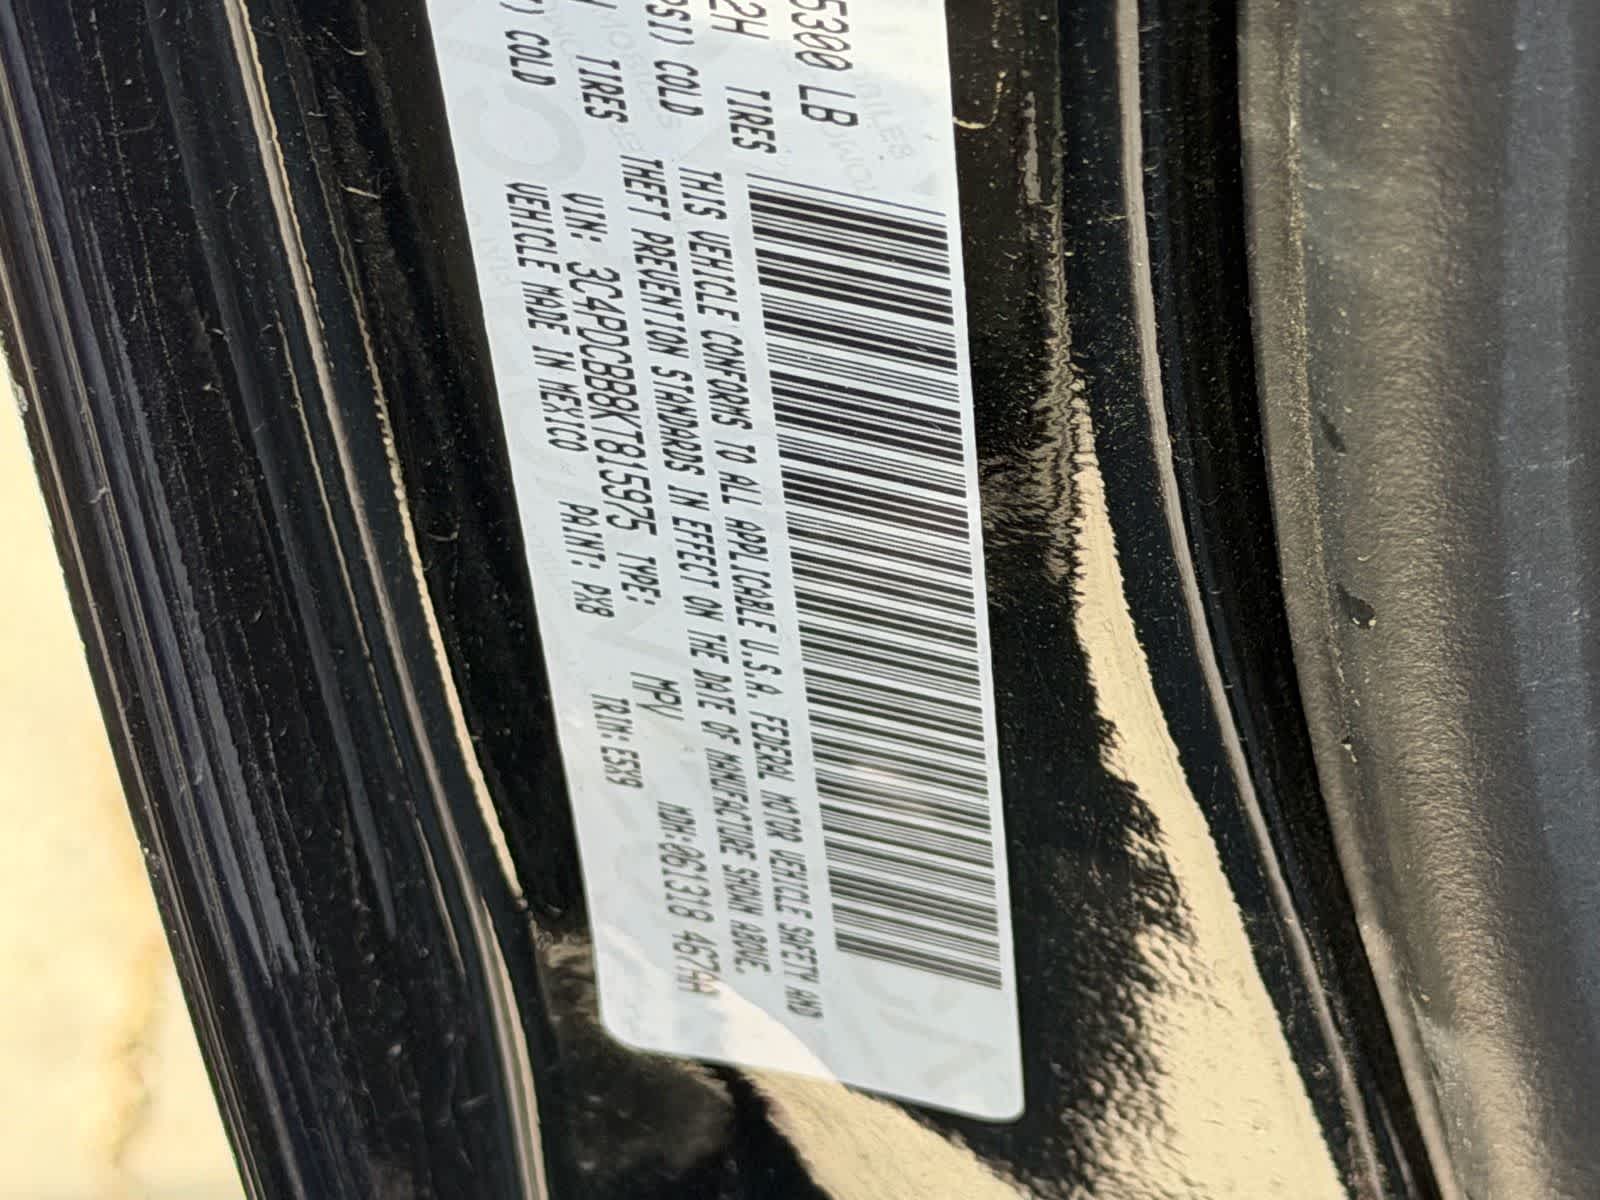 5300 LB
2H TIRES
PSI) COLD
TIRES
) COLD
THIS VEHICLE CONFORMS TO ALL APPLICABLE U.S.A. FEDERAL MOTOR VEHICLE SAFETY AND
THEFT PREVENTION STANDARDS IN EFFECT ON THE DATE OF MANUFACTURE SHOWN ABOVE.
VIN: 3C4PDCBB8KT815975 TYPE: MPV MDH:061318 467AA
VEHICLE MADE IN MEXICO PAINT: PX8 TRIM: E5X9